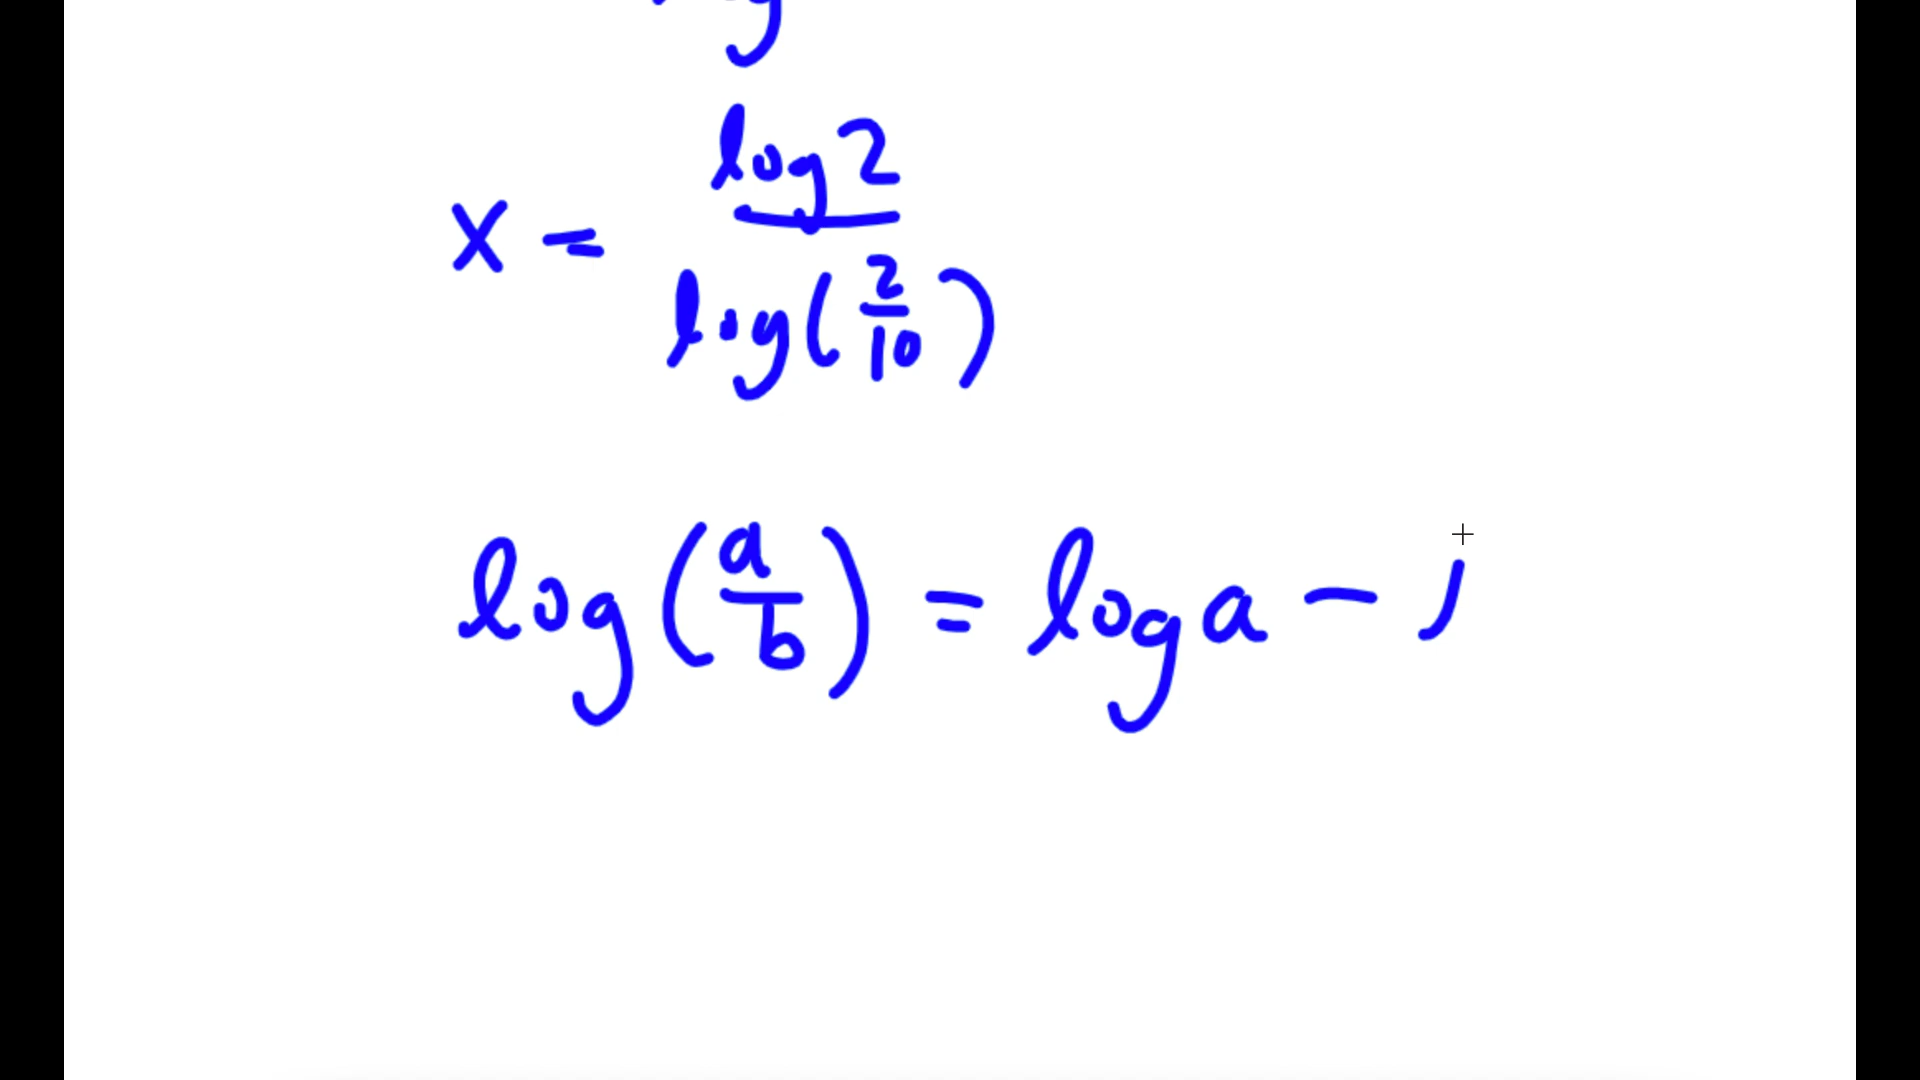 x = log 2 / log(2/10)
log(a/b) = log a -